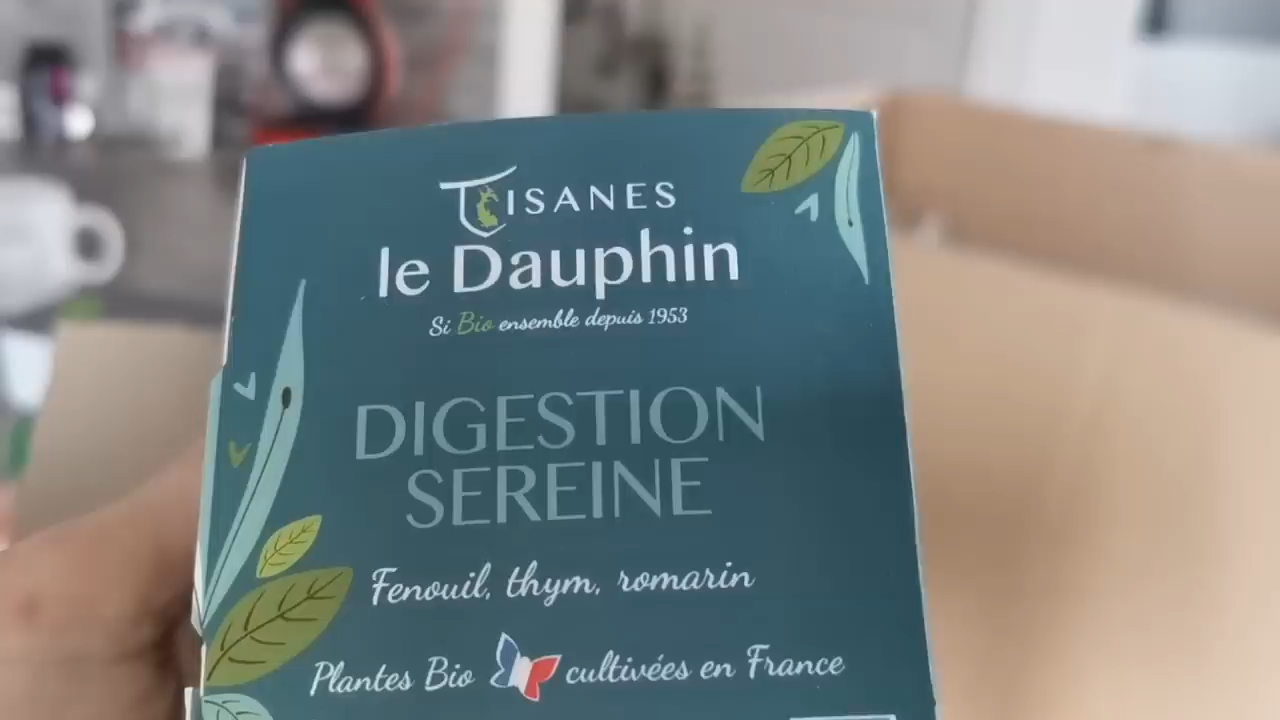 TISANES
le Dauphin
Si Bio ensemble depuis 1953
DIGESTION
SEREINE
Fenouil, thym, romarin
Plantes Bio cultivées en France